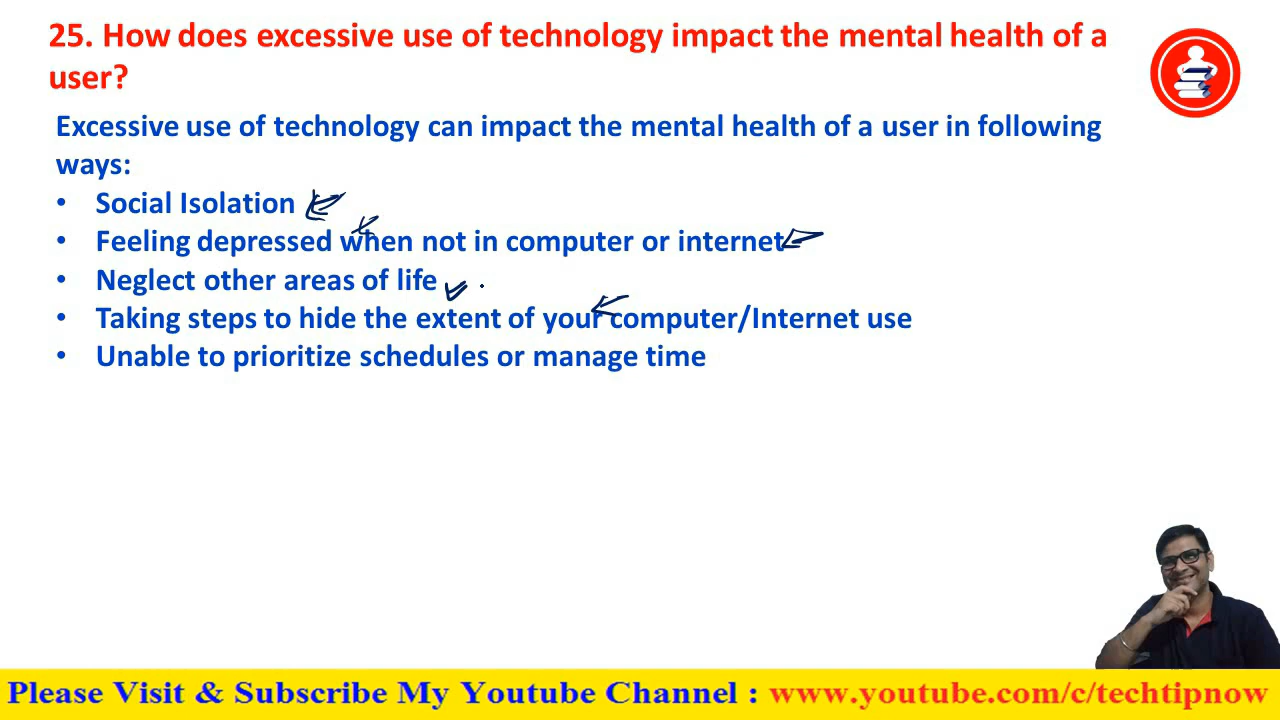 25. How does excessive use of technology impact the mental health of a
user?
Excessive use of technology can impact the mental health of a user in following
ways:
• Social Isolation
• Feeling depressed when not in computer or internet
• Neglect other areas of life
• Taking steps to hide the extent of your computer/Internet use
• Unable to prioritize schedules or manage time
Please Visit & Subscribe My Youtube Channel : www.youtube.com/c/techtipnow